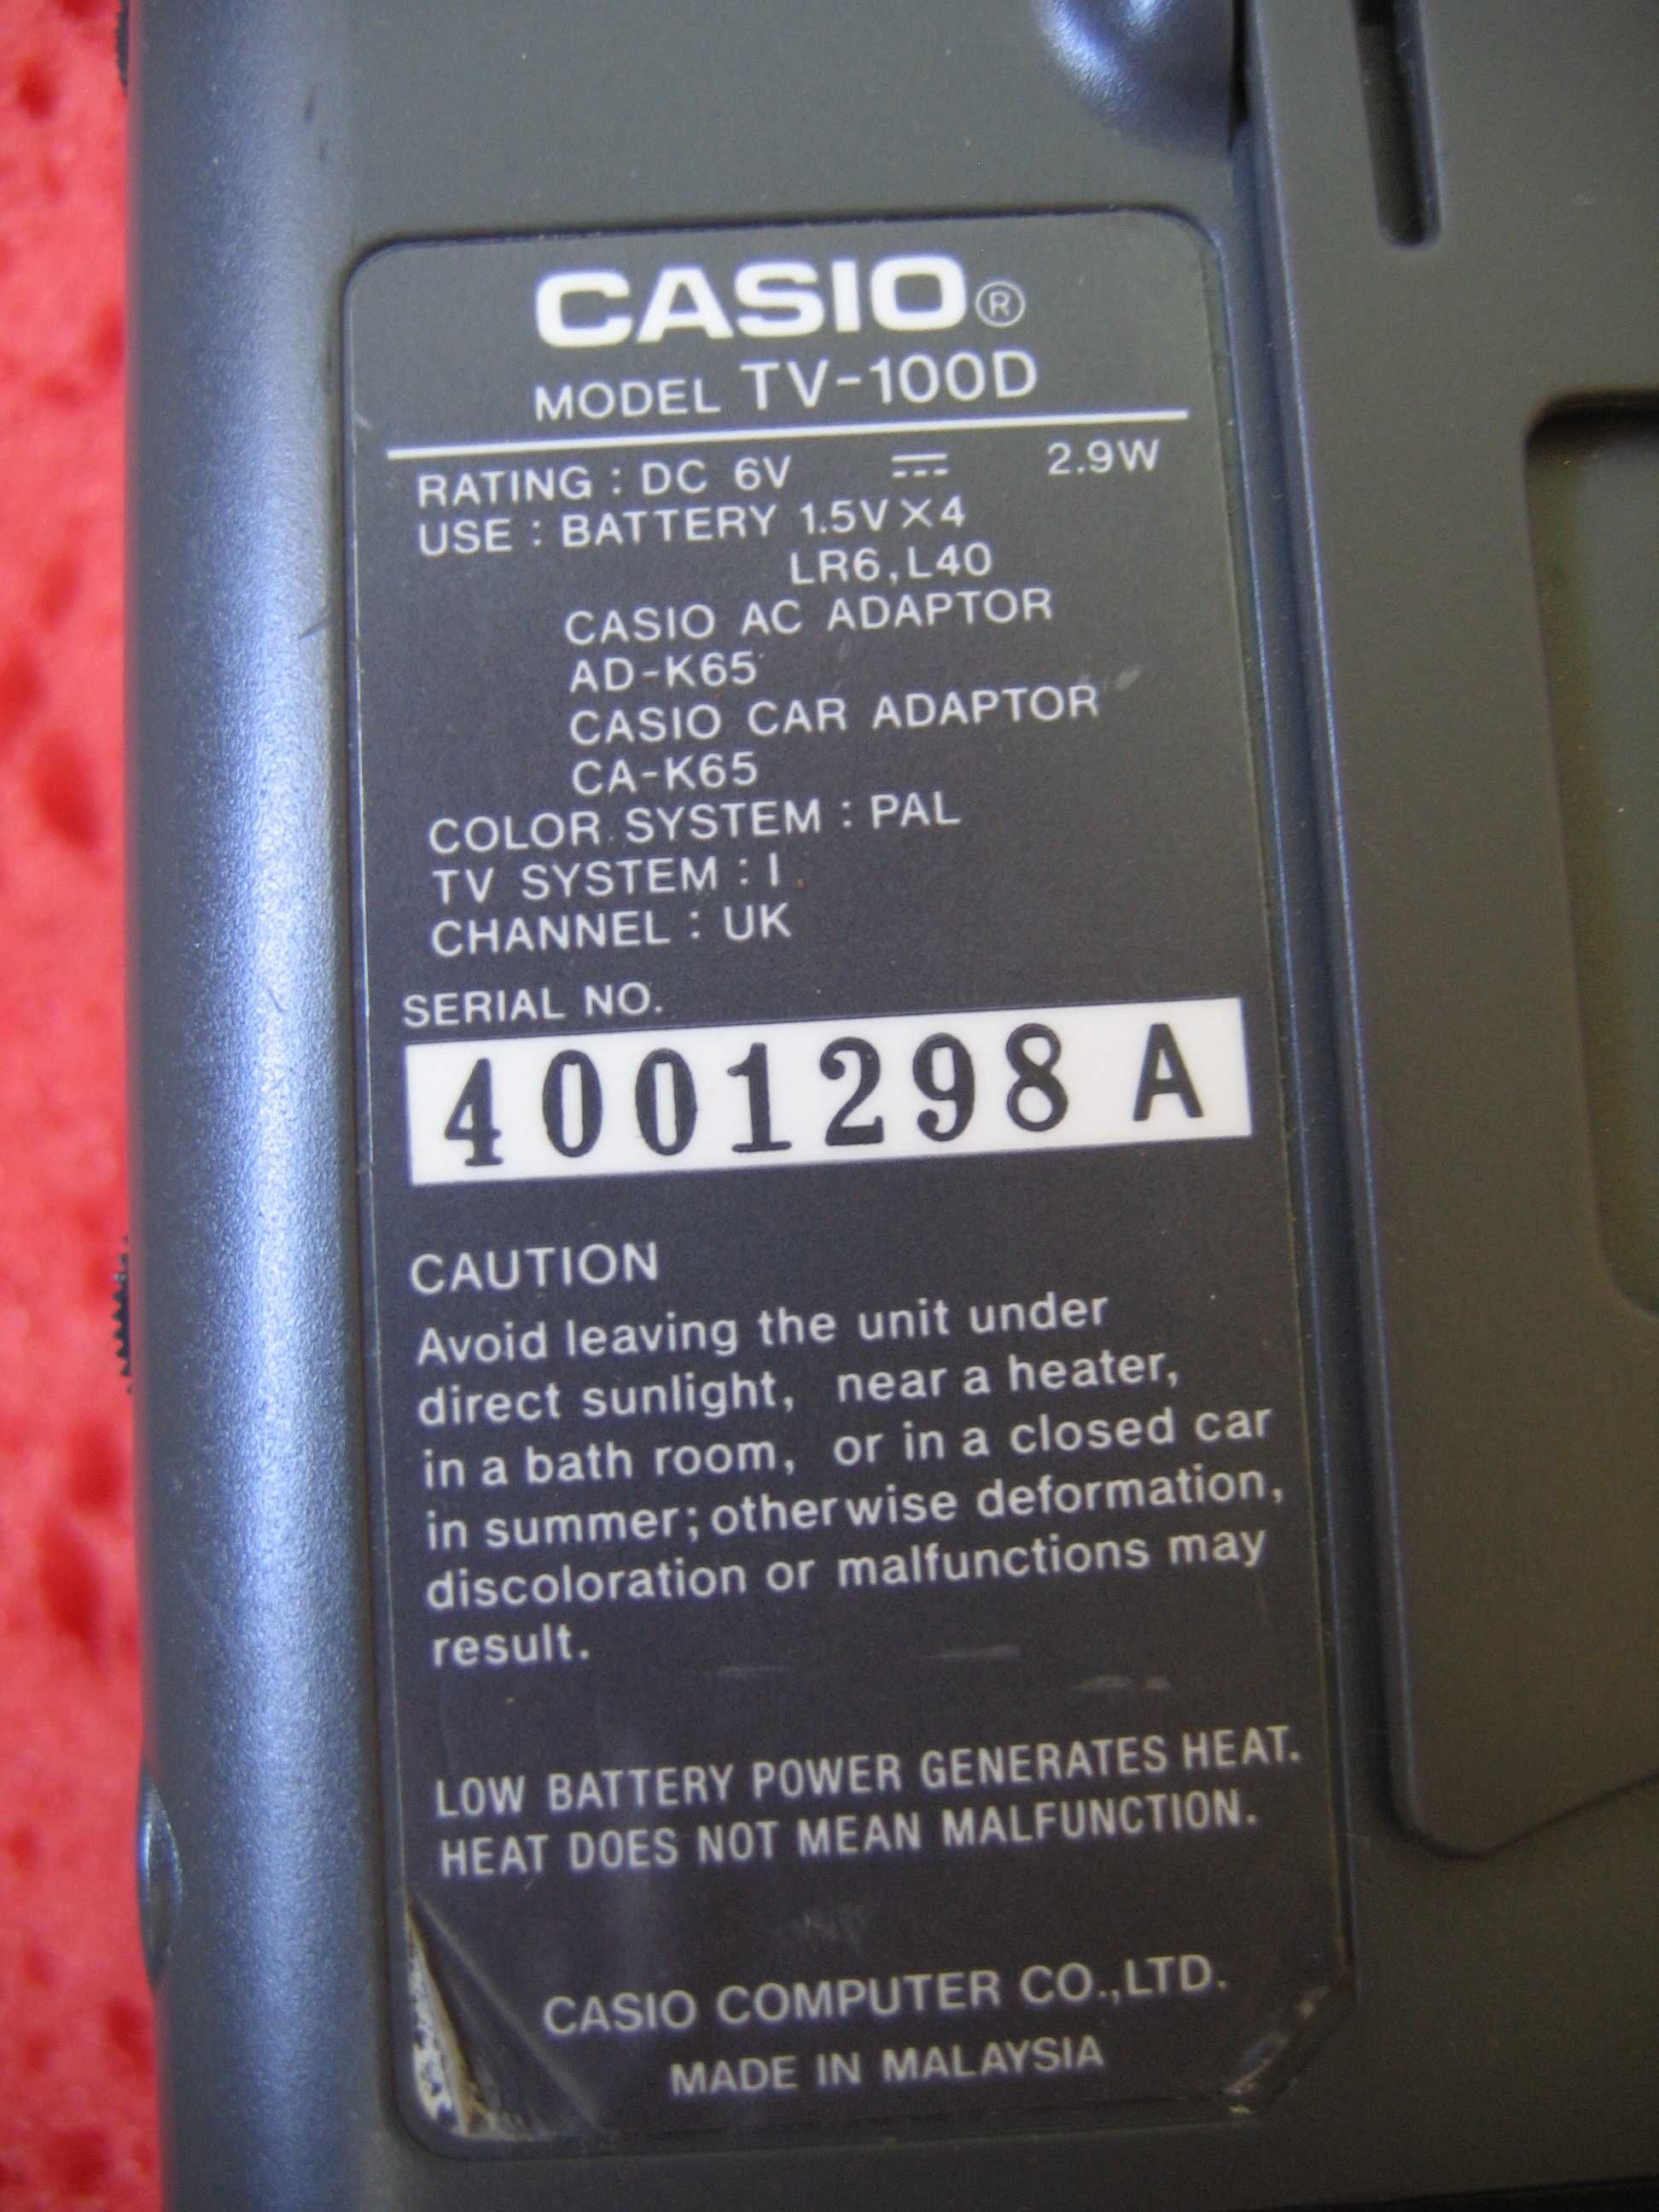 CASIO®
MODEL TV-100D
RATING : DC 6V ⎓ 2.9W
USE : BATTERY 1.5V×4
LR6,L40
CASIO AC ADAPTOR
AD-K65
CASIO CAR ADAPTOR
CA-K65
COLOR SYSTEM : PAL
TV SYSTEM : I
CHANNEL : UK
SERIAL NO.
4001298 A
CAUTION
Avoid leaving the unit under
direct sunlight, near a heater,
in a bath room, or in a closed car
in summer; otherwise deformation,
discoloration or malfunctions may
result.
LOW BATTERY POWER GENERATES HEAT.
HEAT DOES NOT MEAN MALFUNCTION.
CASIO COMPUTER CO.,LTD.
MADE IN MALAYSIA